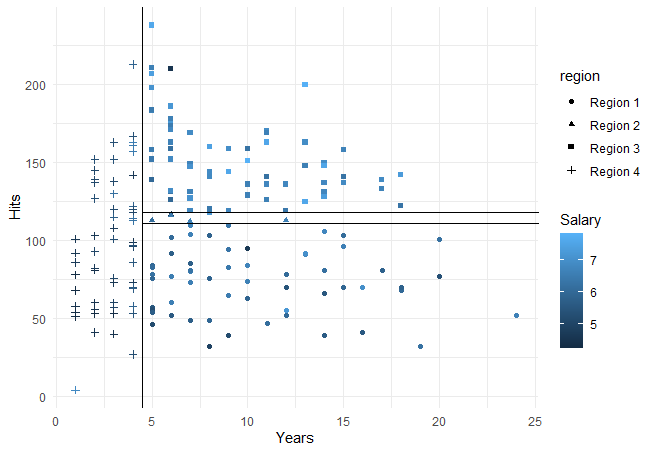 Hits
200
150
100
50
0
0 5 10 15 20 25
Years
region
Region 1
Region 2
Region 3
Region 4
Salary
7
6
5